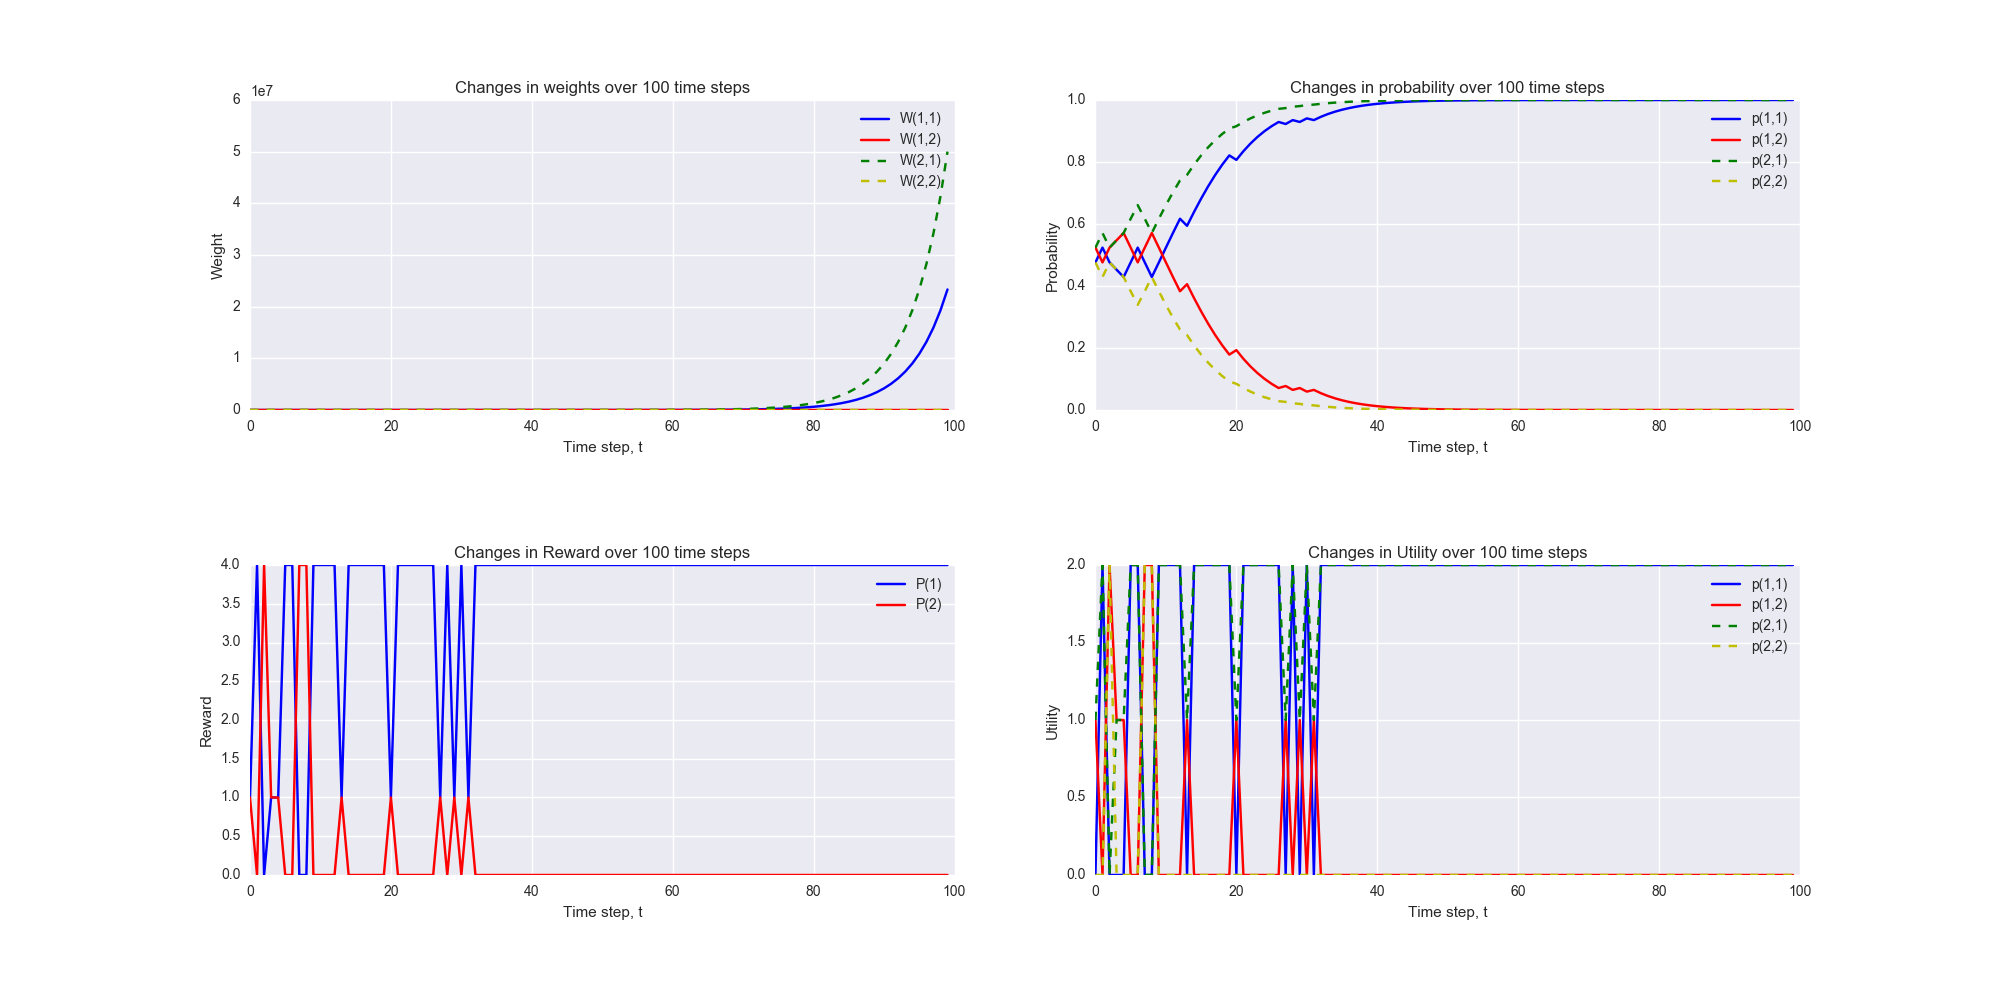 Changes in weights over 100 time steps
1e7
6
5
4
3
2
1
0
Weight
W(1,1)
W(1,2)
W(2,1)
W(2,2)
0 20 40 60 80 100
Time step, t
Changes in probability over 100 time steps
1.0
0.8
0.6
0.4
0.2
0.0
Probability
p(1,1)
p(1,2)
p(2,1)
p(2,2)
0 20 40 60 80 100
Time step, t
Changes in Reward over 100 time steps
4.0
3.5
3.0
2.5
2.0
1.5
1.0
0.5
0.0
Reward
P(1)
P(2)
0 20 40 60 80 100
Time step, t
Changes in Utility over 100 time steps
2.0
1.5
1.0
0.5
0.0
Utility
p(1,1)
p(1,2)
p(2,1)
p(2,2)
0 20 40 60 80 100
Time step, t